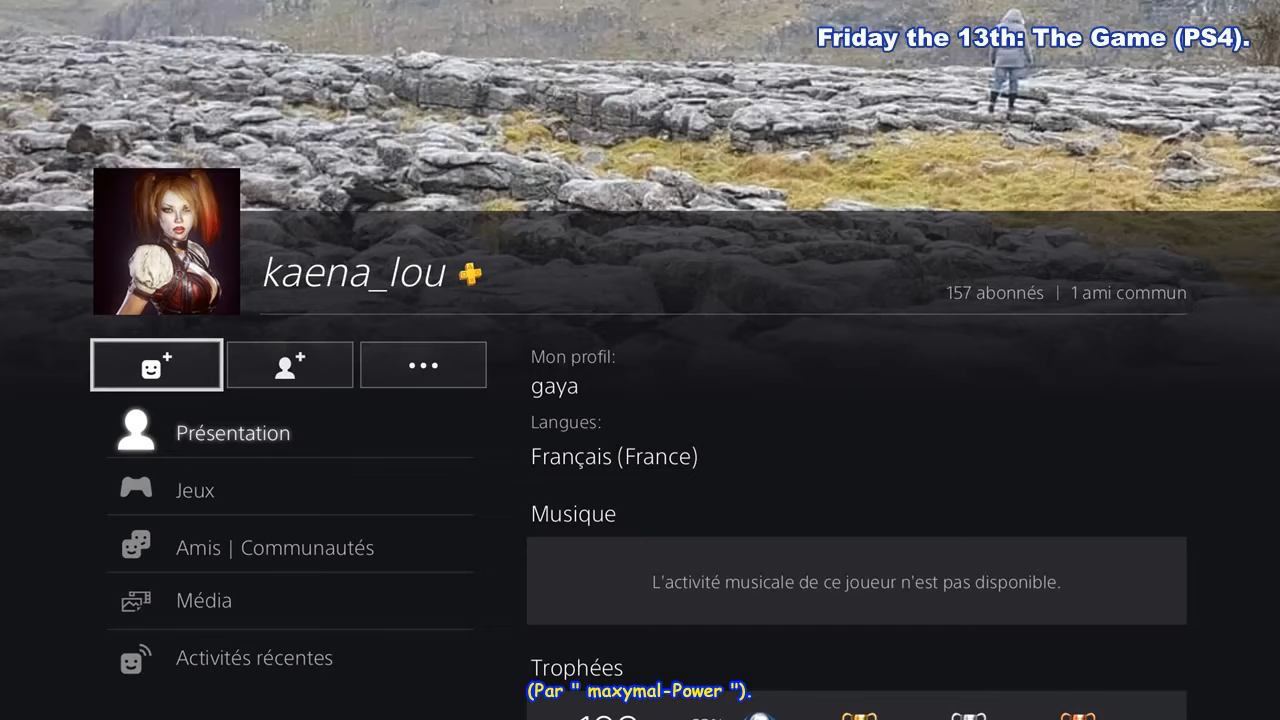 Friday the 13th: The Game (PS4).
kaena_lou
157 abonnés | 1 ami commun
Mon profil:
gaya
Langues:
Présentation
Français (France)
Jeux
Musique
Amis | Communautés
L'activité musicale de ce joueur n'est pas disponible.
Média
Activités récentes
Trophées
(Par " maxymal-Power ").